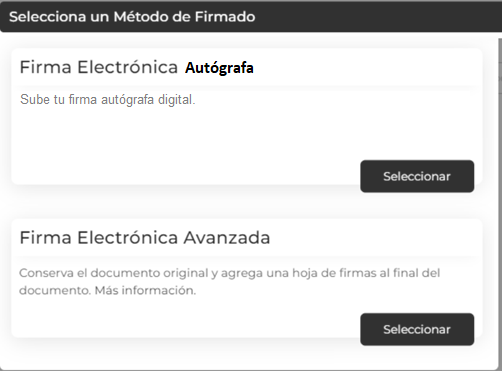 Selecciona un Método de Firmado
Firma Electrónica Autógrafa
Sube tu firma autógrafa digital.
Seleccionar
Firma Electrónica Avanzada
Conserva el documento original y agrega una hoja de firmas al final del
documento. Más información.
Seleccionar